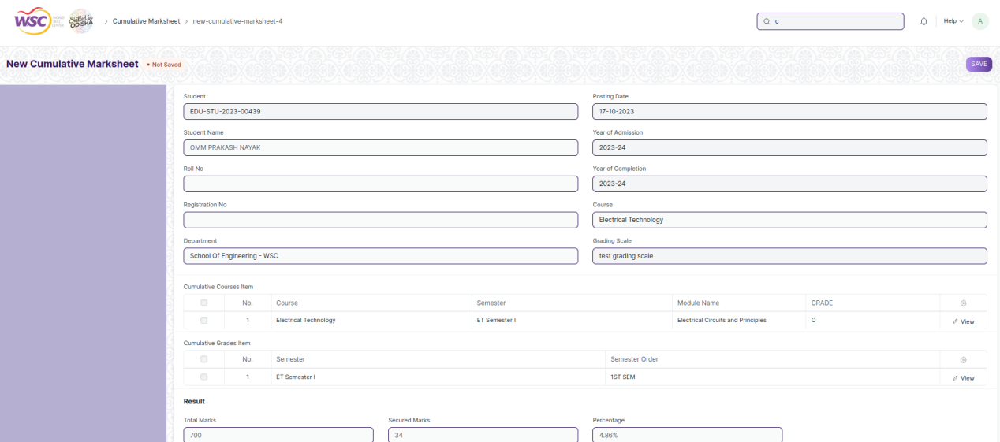 WSC WORLD SKILL CENTER Skilled in ODISHA > Cumulative Marksheet > new-cumulative-marksheet-4 c Help A
New Cumulative Marksheet • Not Saved SAVE
Student Posting Date
EDU-STU-2023-00439 17-10-2023
Student Name Year of Admission
OMM PRAKASH NAYAK 2023-24
Roll No Year of Completion
2023-24
Registration No Course
Electrical Technology
Department Grading Scale
School Of Engineering - WSC test grading scale
Cumulative Courses Item
No. Course Semester Module Name GRADE
1 Electrical Technology ET Semester I Electrical Circuits and Principles O View
Cumulative Grades Item
No. Semester Semester Order
1 ET Semester I 1ST SEM View
Result
Total Marks Secured Marks Percentage
700 34 4.86%